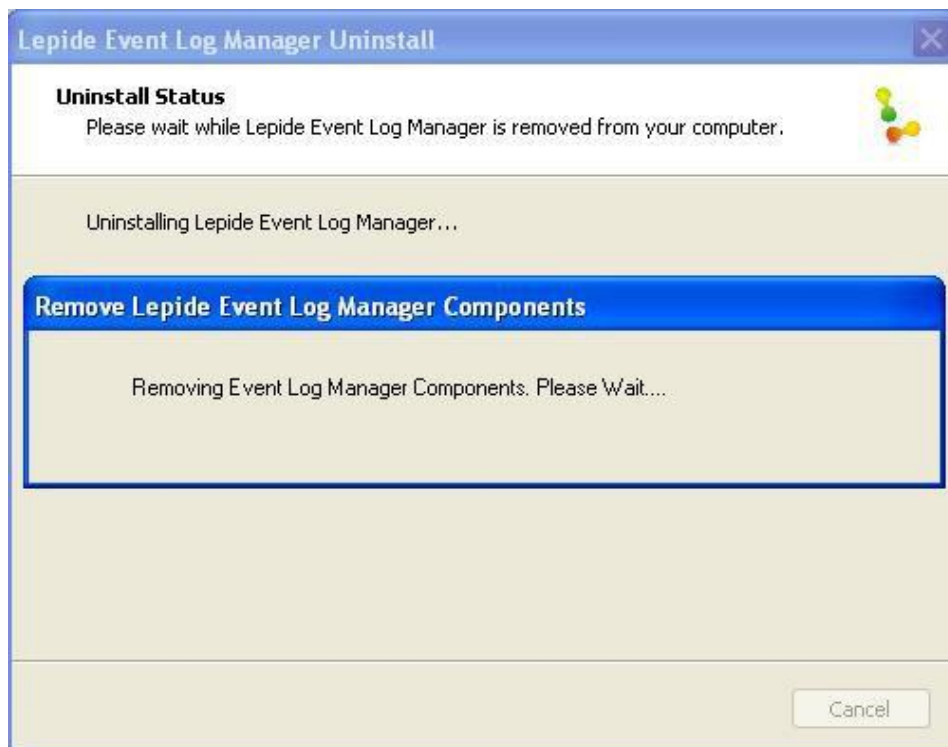 Lepide Event Log Manager Uninstall
Uninstall Status
Please wait while Lepide Event Log Manager is removed from your computer.
Uninstalling Lepide Event Log Manager...
Remove Lepide Event Log Manager Components
Removing Event Log Manager Components. Please Wait....
Cancel